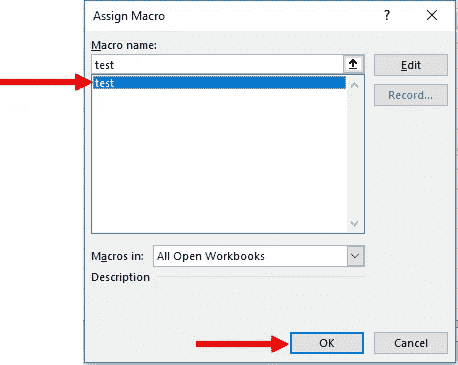 Assign Macro ?
Macro name:
test
Edit
test
Record...
Macros in: All Open Workbooks
Description
OK Cancel